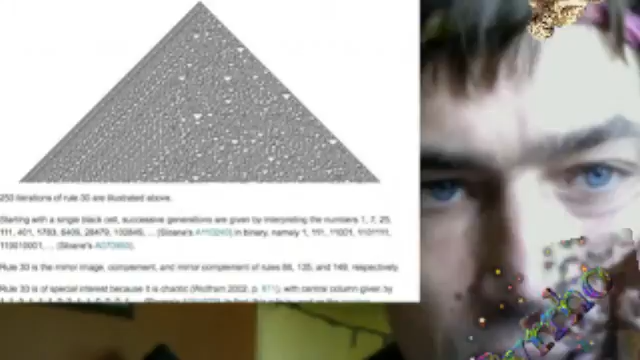 250 iterations of rule 30 are illustrated above.
Starting with a single black cell, successive generations are given by interpreting the numbers 1, 7, 25,
111, 401, 1783, 6409, 28479, 102849, ... (Sloane's A110240) in binary, namely 1, 111, 11001, 1101111,
110010001, ... (Sloane's A070950).
Rule 30 is the mirror image, complement, and mirror complement of rules 86, 135, and 149, respectively.
Rule 30 is of special interest because it is chaotic (Wolfram 2002, p. 871), with central column given by